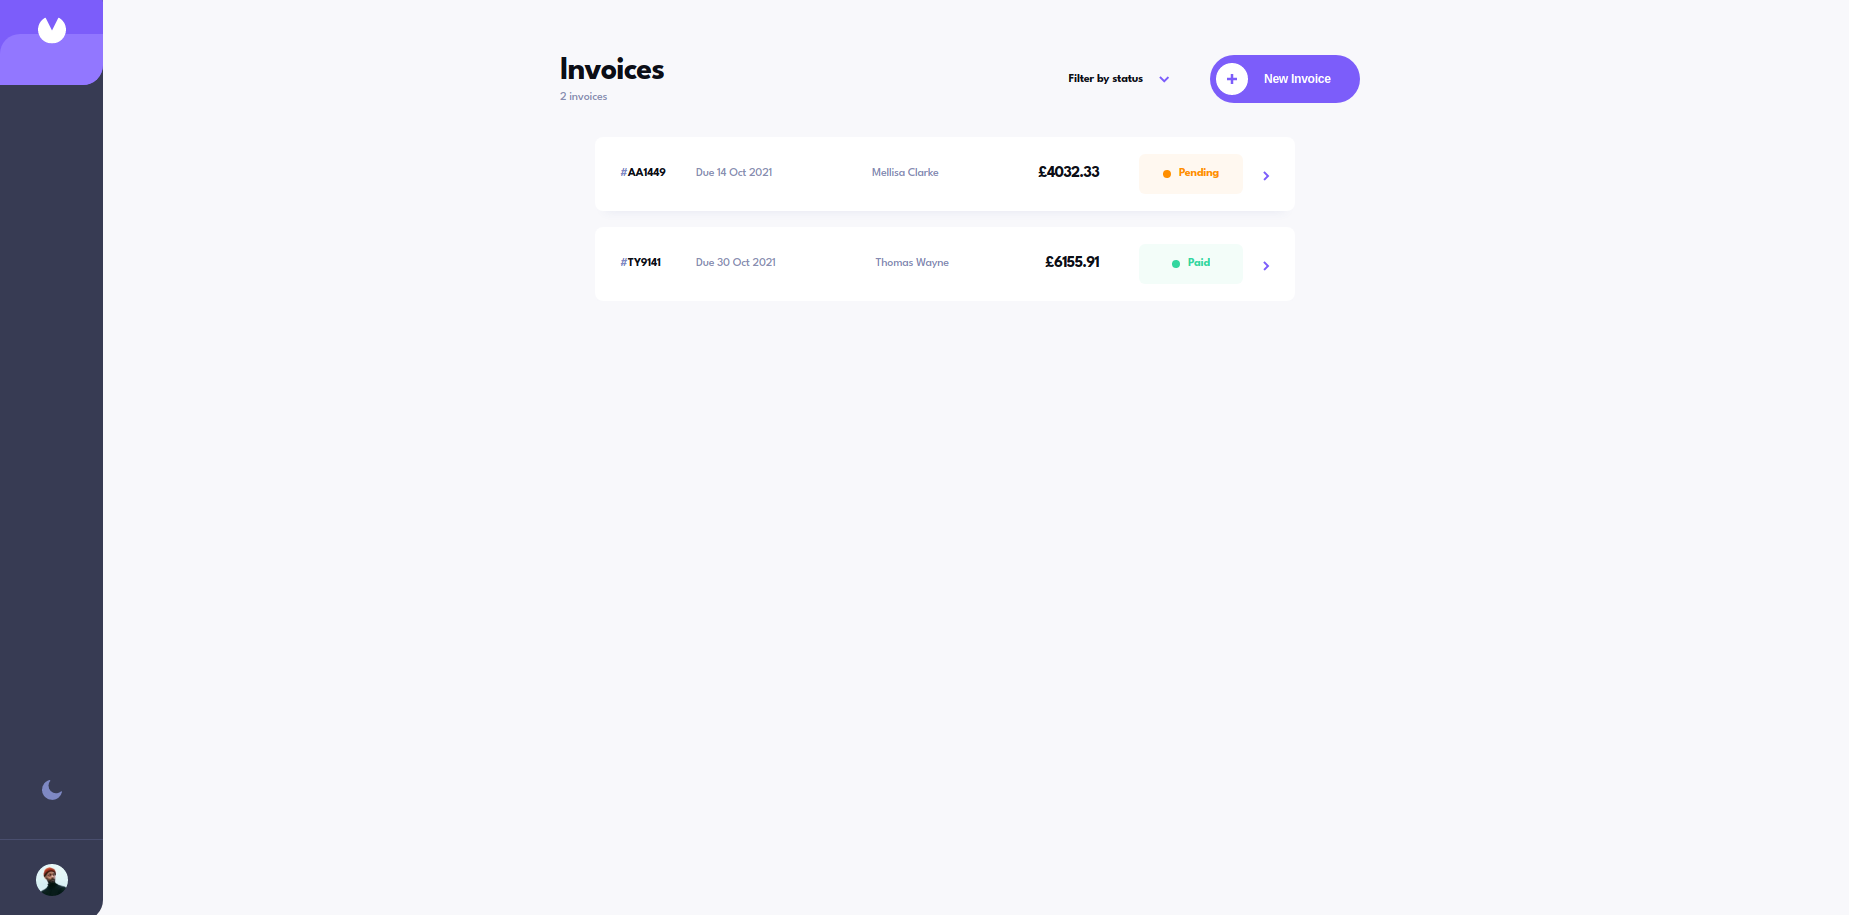 Invoices
2 invoices
Filter by status
New Invoice
#AA1449 Due 14 Oct 2021 Mellisa Clarke £4032.33 Pending
#TY9141 Due 30 Oct 2021 Thomas Wayne £6155.91 Paid